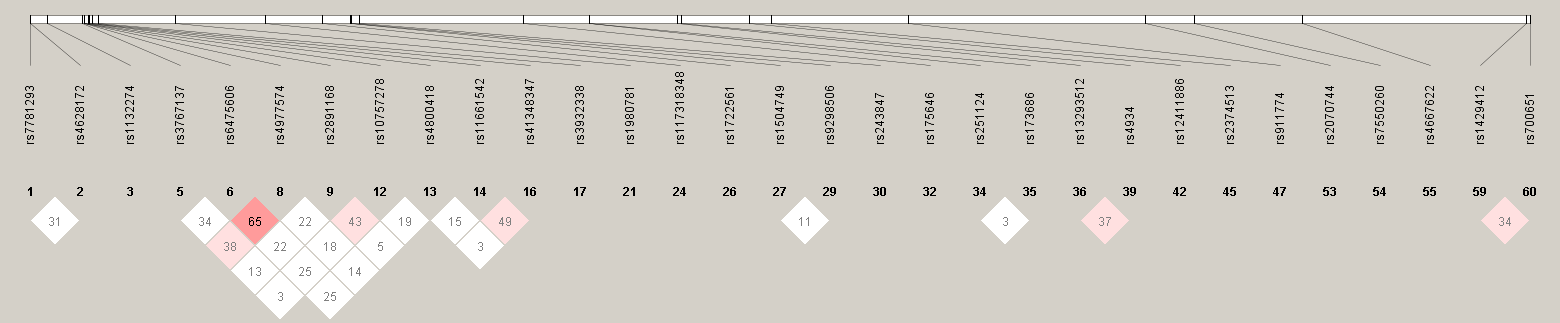 rs7781293 rs4628172 rs1132274 rs3767137 rs6475606 rs4977574 rs2891168 rs10757278 rs4800418 rs11661542 rs41348347 rs3932338 rs1980781 rs117318348 rs1722561 rs1504749 rs9298506 rs243847 rs175646 rs251124 rs173686 rs13293512 rs4934 rs12411886 rs2374513 rs911774 rs2070744 rs7550260 rs4667622 rs1429412 rs700651
1 2 3 5 6 8 9 12 13 14 16 17 21 24 26 27 29 30 32 34 35 36 39 42 45 47 53 54 55 59 60
31 34 65 22 43 19 15 49 11 3 37 34
38 22 18 5 3
13 25 14
3 25